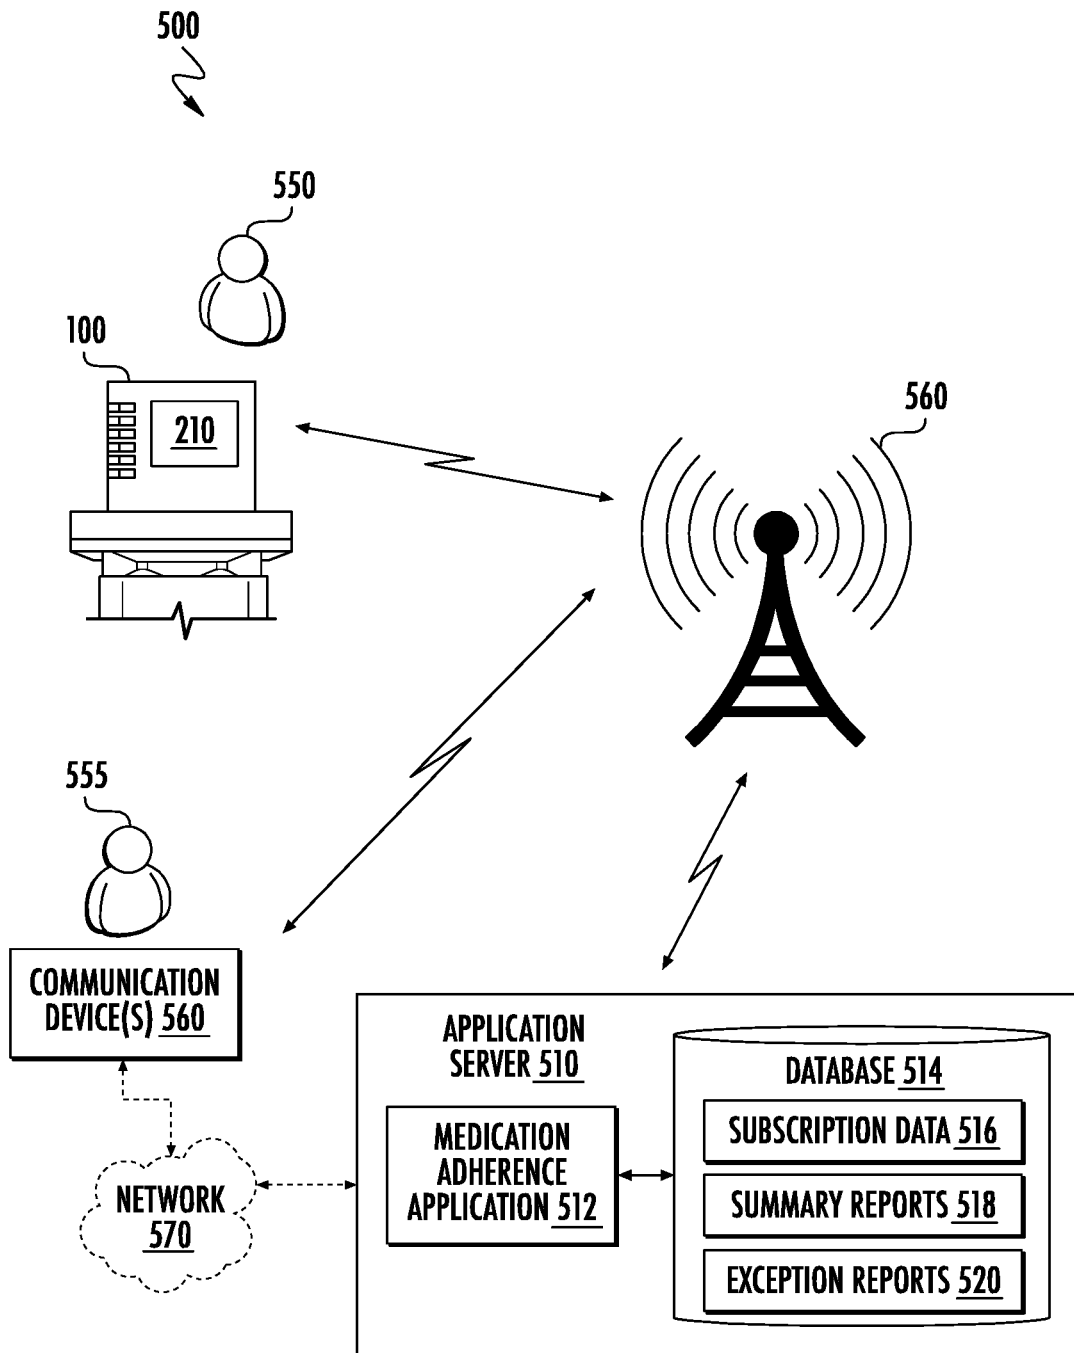 500
550
100
210
560
555
COMMUNICATION
DEVICE(S) 560
APPLICATION
SERVER 510
DATABASE 514
SUBSCRIPTION DATA 516
MEDICATION
ADHERENCE
APPLICATION 512
SUMMARY REPORTS 518
EXCEPTION REPORTS 520
NETWORK
570